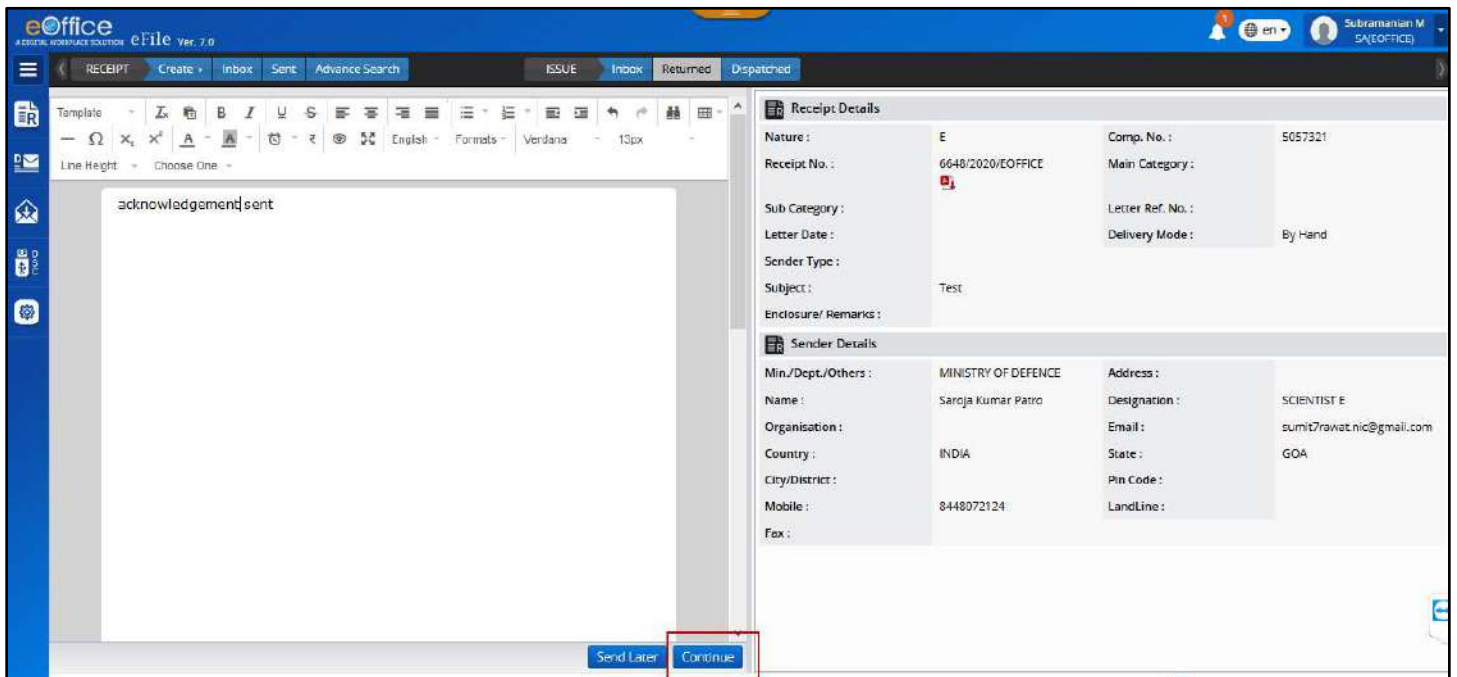 eOffice
A DIGITAL WORKPLACE SOLUTION eFile Ver. 7.0
1 en Subramanian M
SA(EOFFICE)
RECEIPT Create Inbox Sent Advance Search ISSUE Inbox Returned Dispatched
Template B I U S
Ω X A A ₹ English Formats Verdana 13px
Line Height Choose One
acknowledgement sent
Send Later Continue
Receipt Details
Nature : E Comp. No. : 5057321
Receipt No. : 6648/2020/EOFFICE Main Category :
Sub Category : Letter Ref. No. :
Letter Date : Delivery Mode : By Hand
Sender Type :
Subject : Test
Enclosure/ Remarks :
Sender Details
Min./Dept./Others : MINISTRY OF DEFENCE Address :
Name : Saroja Kumar Patro Designation : SCIENTIST E
Organisation : Email : sumit7rawat.nic@gmail.com
Country : INDIA State : GOA
City/District : Pin Code :
Mobile : 8448072124 LandLine :
Fax :